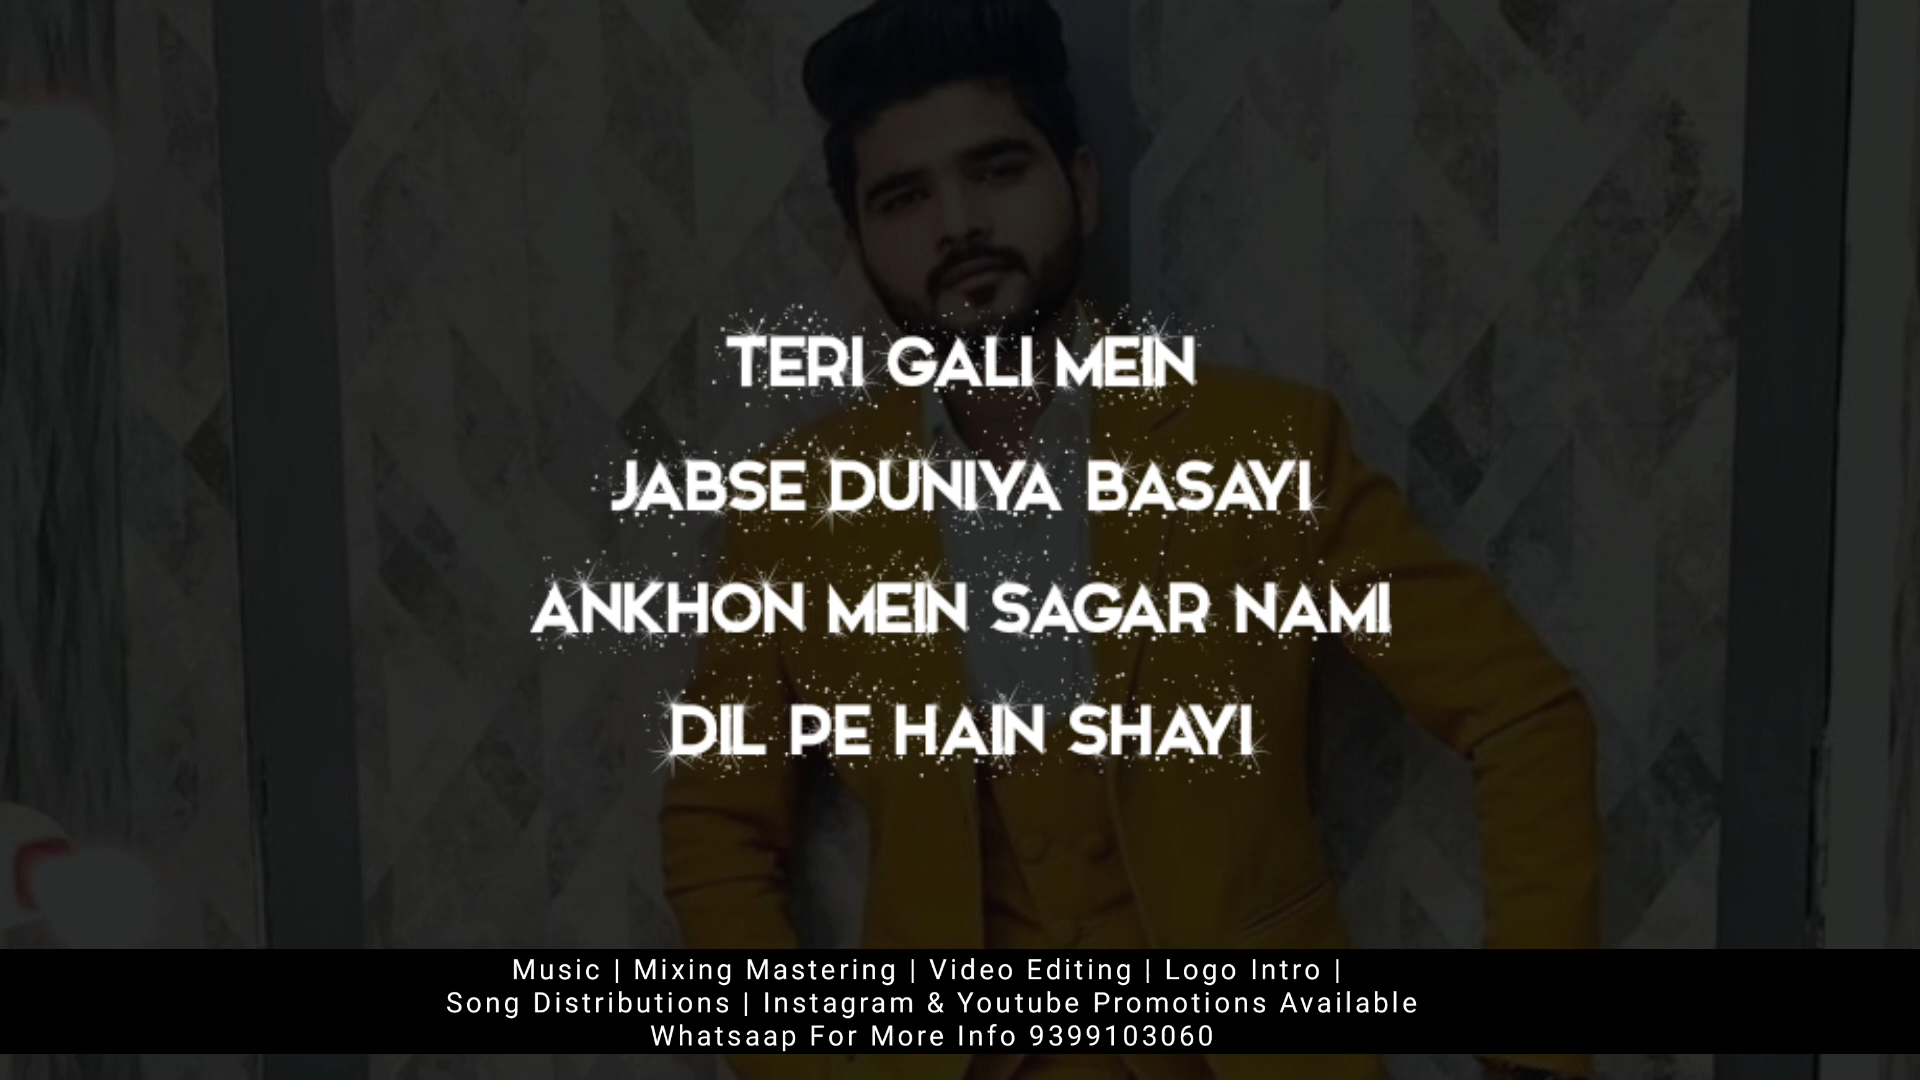 TERI GALI MEIN
JABSE DUNIYA BASAYI
ANKHON MEIN SAGAR NAMI
DIL PE HAIN SHAYI
Music | Mixing Mastering | Video Editing | Logo Intro |
Song Distributions | Instagram & Youtube Promotions Available
Whatsaap For More Info 9399103060